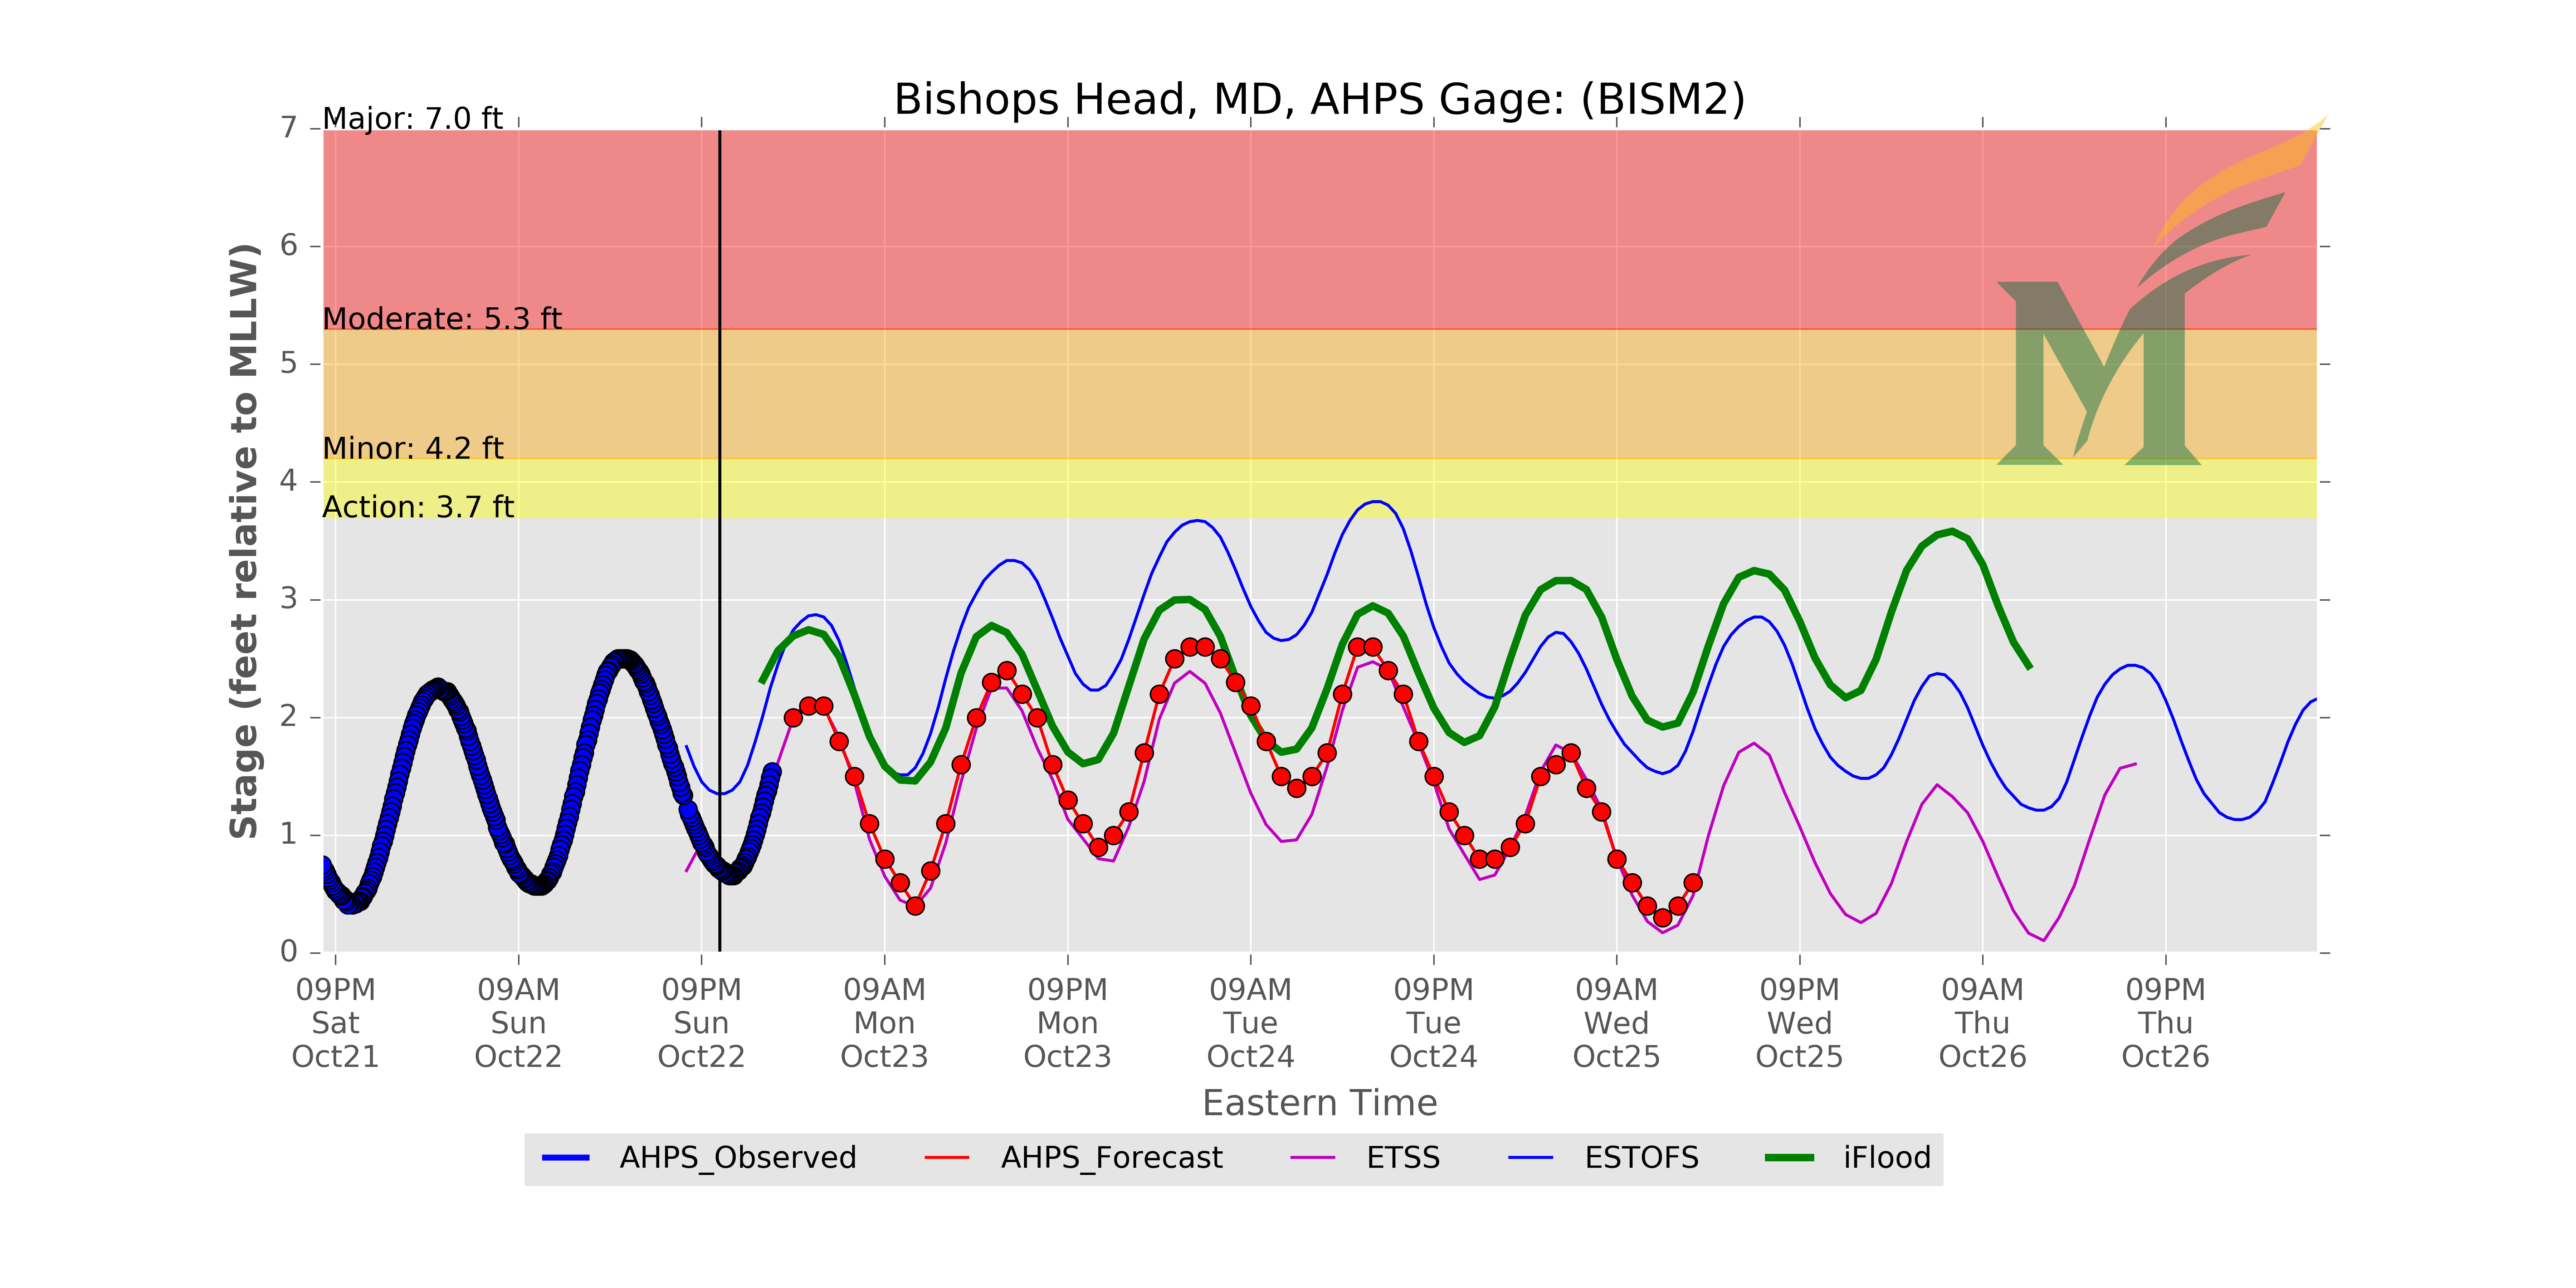 Bishops Head, MD, AHPS Gage: (BISM2)
Major: 7.0 ft
Moderate: 5.3 ft
Minor: 4.2 ft
Action: 3.7 ft
Stage (feet relative to MLLW)
7
6
5
4
3
2
1
0
09PM 09AM 09PM 09AM 09PM 09AM 09PM 09AM 09PM 09AM 09PM
Sat Sun Sun Mon Mon Tue Tue Wed Wed Thu Thu
Oct21 Oct22 Oct22 Oct23 Oct23 Oct24 Oct24 Oct25 Oct25 Oct26 Oct26
Eastern Time
AHPS_Observed AHPS_Forecast ETSS ESTOFS iFlood
M